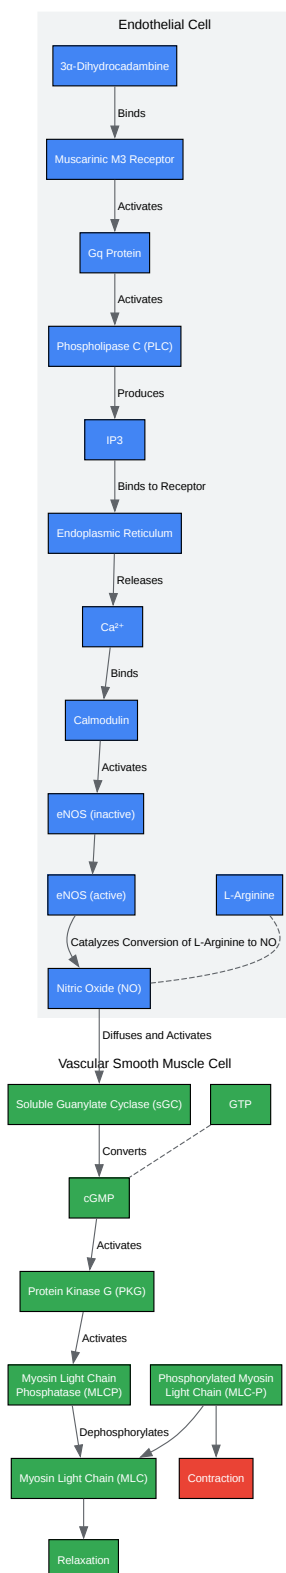 Endothelial Cell
3α-Dihydrocadambine
Binds
Muscarinic M3 Receptor
Activates
Gq Protein
Activates
Phospholipase C (PLC)
Produces
IP3
Binds to Receptor
Endoplasmic Reticulum
Releases
Ca²⁺
Binds
Calmodulin
Activates
eNOS (inactive)
eNOS (active)
L-Arginine
Catalyzes Conversion of L-Arginine to NO
Nitric Oxide (NO)
Diffuses and Activates
Vascular Smooth Muscle Cell
Soluble Guanylate Cyclase (sGC)
GTP
Converts
cGMP
Activates
Protein Kinase G (PKG)
Activates
Myosin Light Chain
Phosphatase (MLCP)
Phosphorylated Myosin
Light Chain (MLC-P)
Dephosphorylates
Myosin Light Chain (MLC)
Contraction
Relaxation